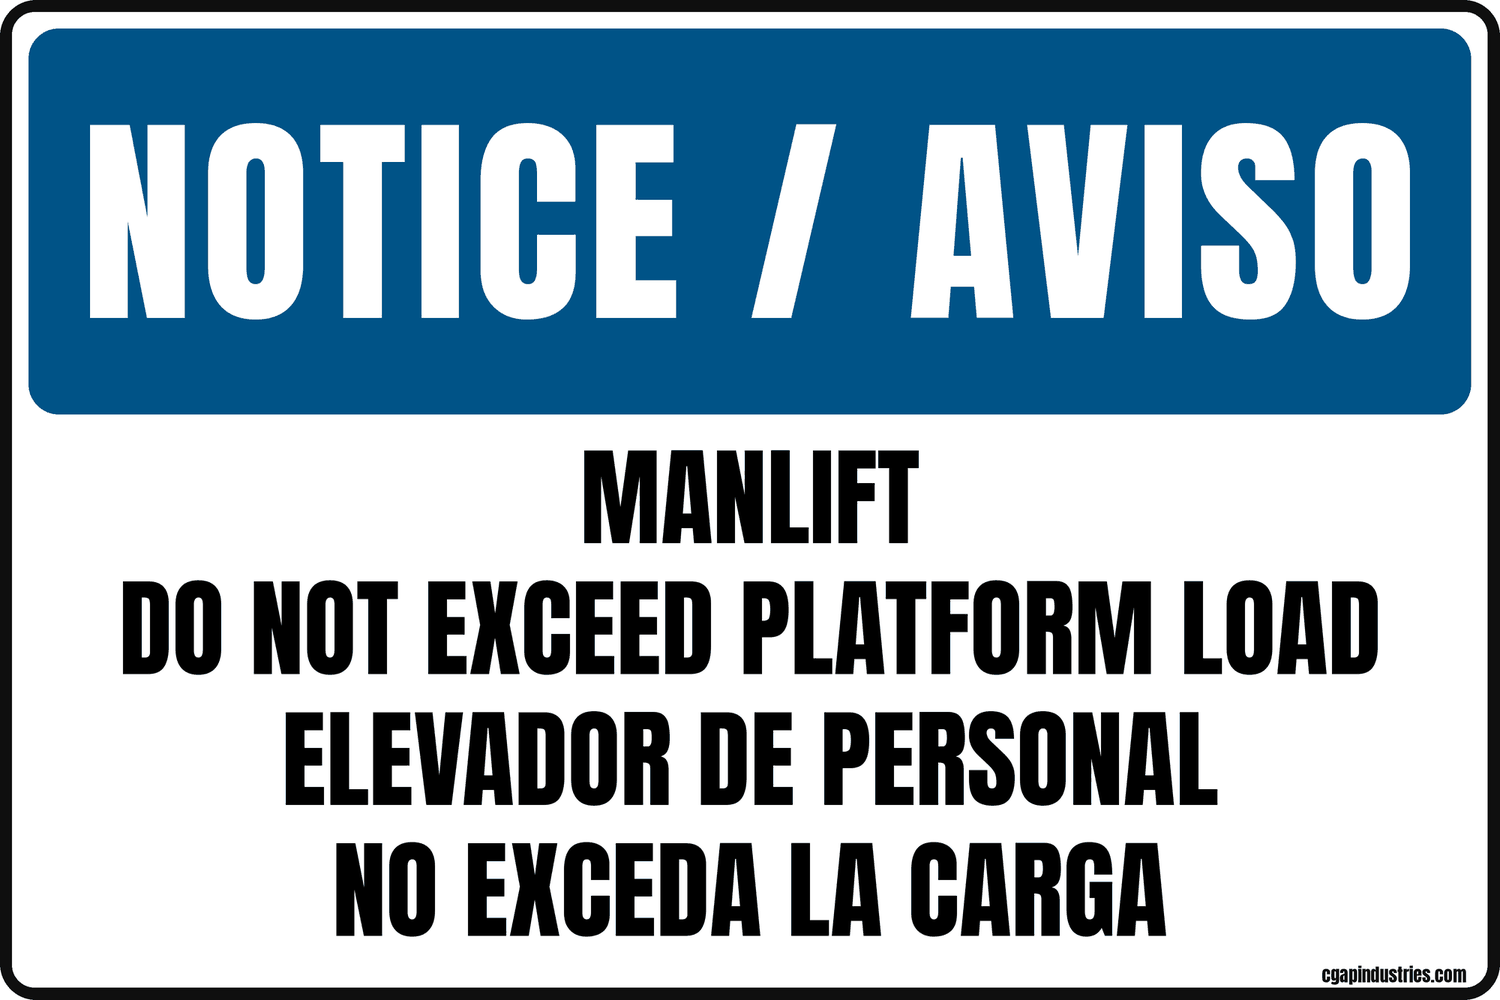 NOTICE / AVISO
MANLIFT
DO NOT EXCEED PLATFORM LOAD
ELEVADOR DE PERSONAL
NO EXCEDA LA CARGA
cgapindustries.com